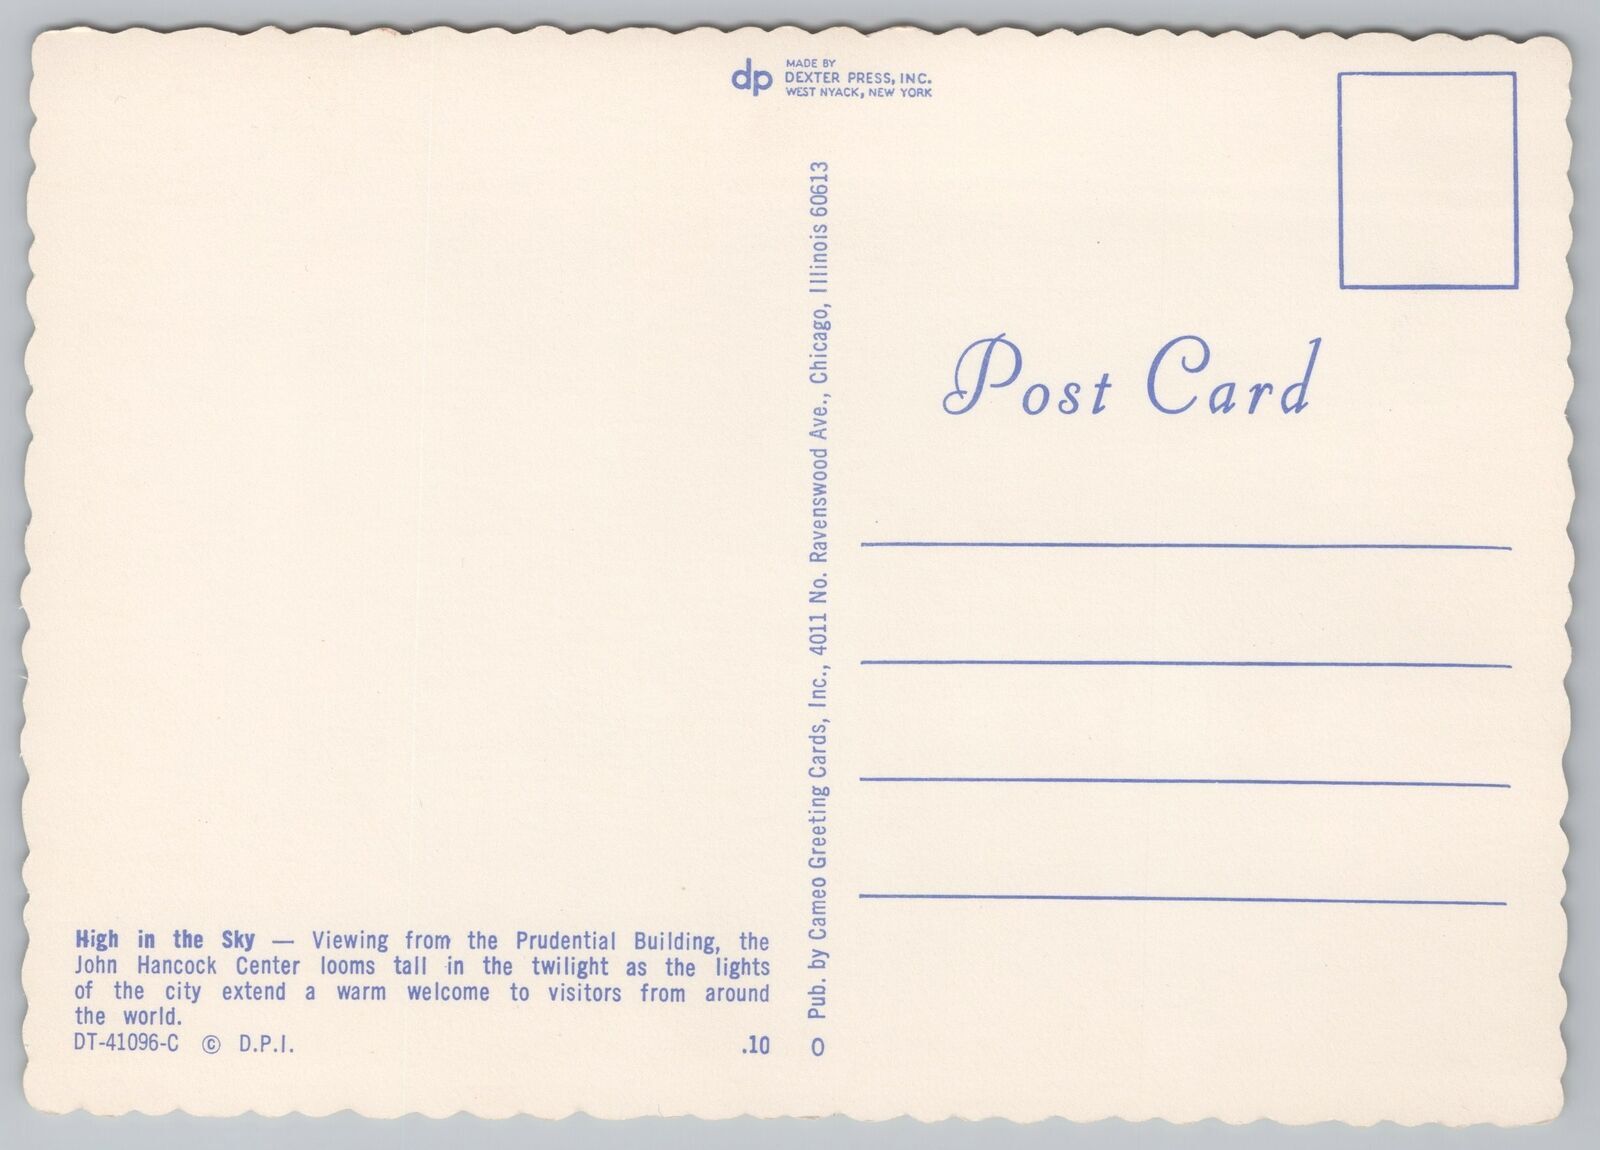 dp
MADE BY
DEXTER PRESS, INC.
WEST NYACK, NEW YORK
Post Card
Pub. by Cameo Greeting Cards, Inc., 4011 No. Ravenswood Ave., Chicago, Illinois 60613
High in the Sky — Viewing from the Prudential Building, the
John Hancock Center looms tall in the twilight as the lights
of the city extend a warm welcome to visitors from around
the world.
DT-41096-C © D.P.I. .10 O